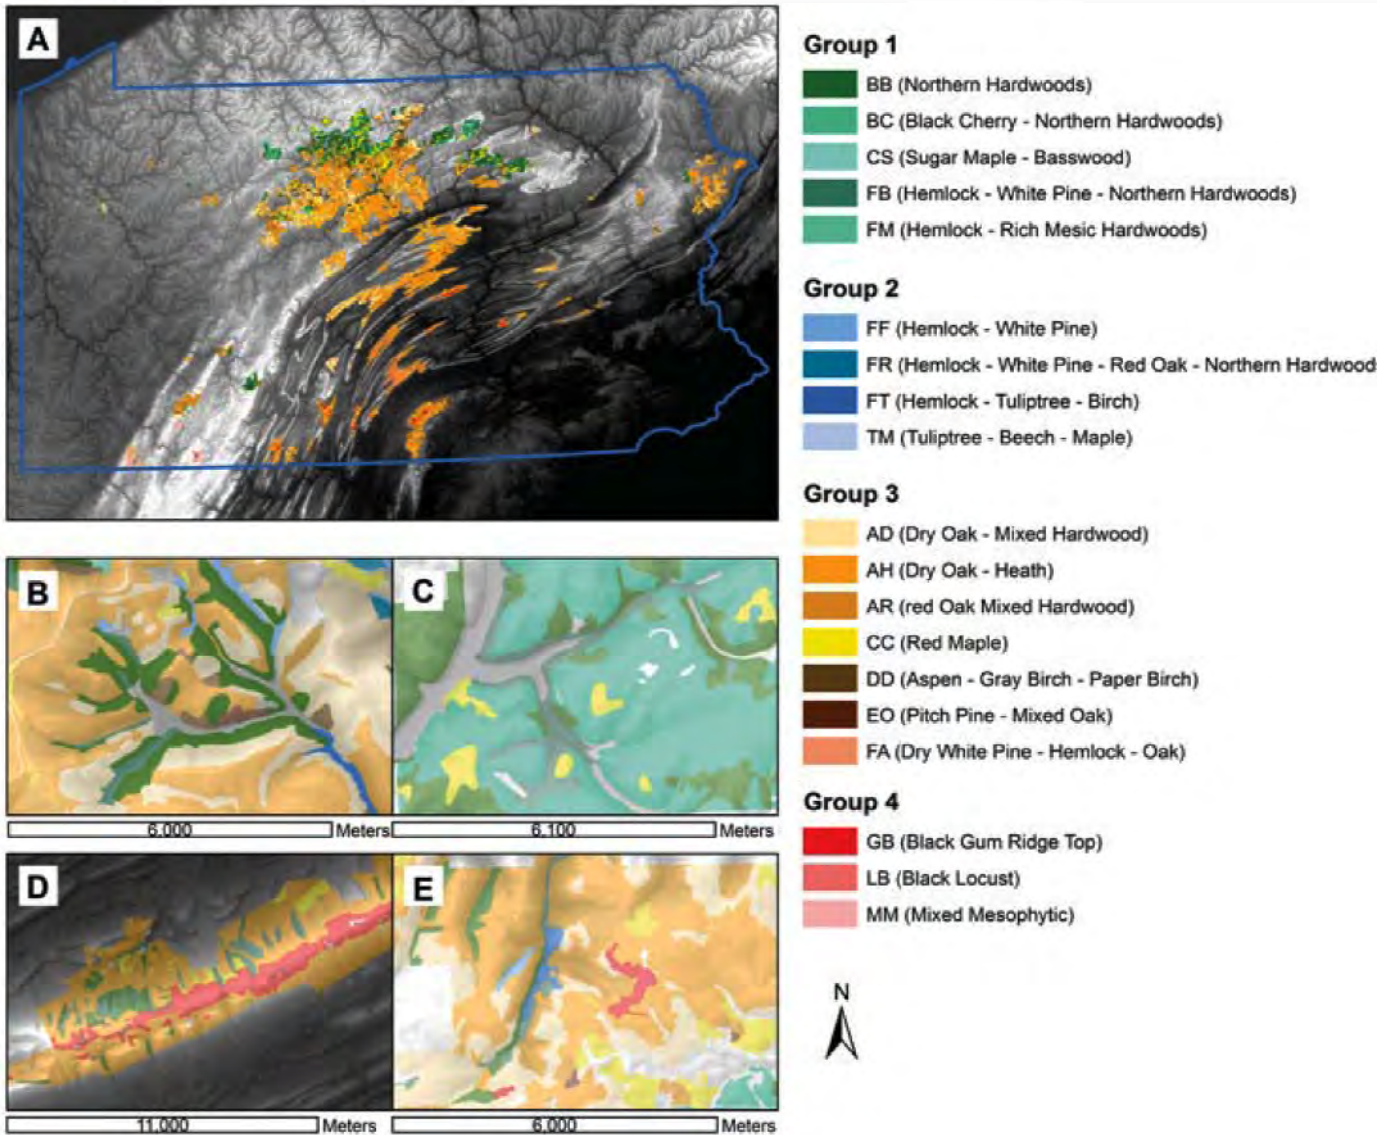 A
B
C
6,000 Meters
6,100 Meters
D
E
11,000 Meters
6,000 Meters
Group 1
BB (Northern Hardwoods)
BC (Black Cherry - Northern Hardwoods)
CS (Sugar Maple - Basswood)
FB (Hemlock - White Pine - Northern Hardwoods)
FM (Hemlock - Rich Mesic Hardwoods)
Group 2
FF (Hemlock - White Pine)
FR (Hemlock - White Pine - Red Oak - Northern Hardwood
FT (Hemlock - Tuliptree - Birch)
TM (Tuliptree - Beech - Maple)
Group 3
AD (Dry Oak - Mixed Hardwood)
AH (Dry Oak - Heath)
AR (red Oak Mixed Hardwood)
CC (Red Maple)
DD (Aspen - Gray Birch - Paper Birch)
EO (Pitch Pine - Mixed Oak)
FA (Dry White Pine - Hemlock - Oak)
Group 4
GB (Black Gum Ridge Top)
LB (Black Locust)
MM (Mixed Mesophytic)
N